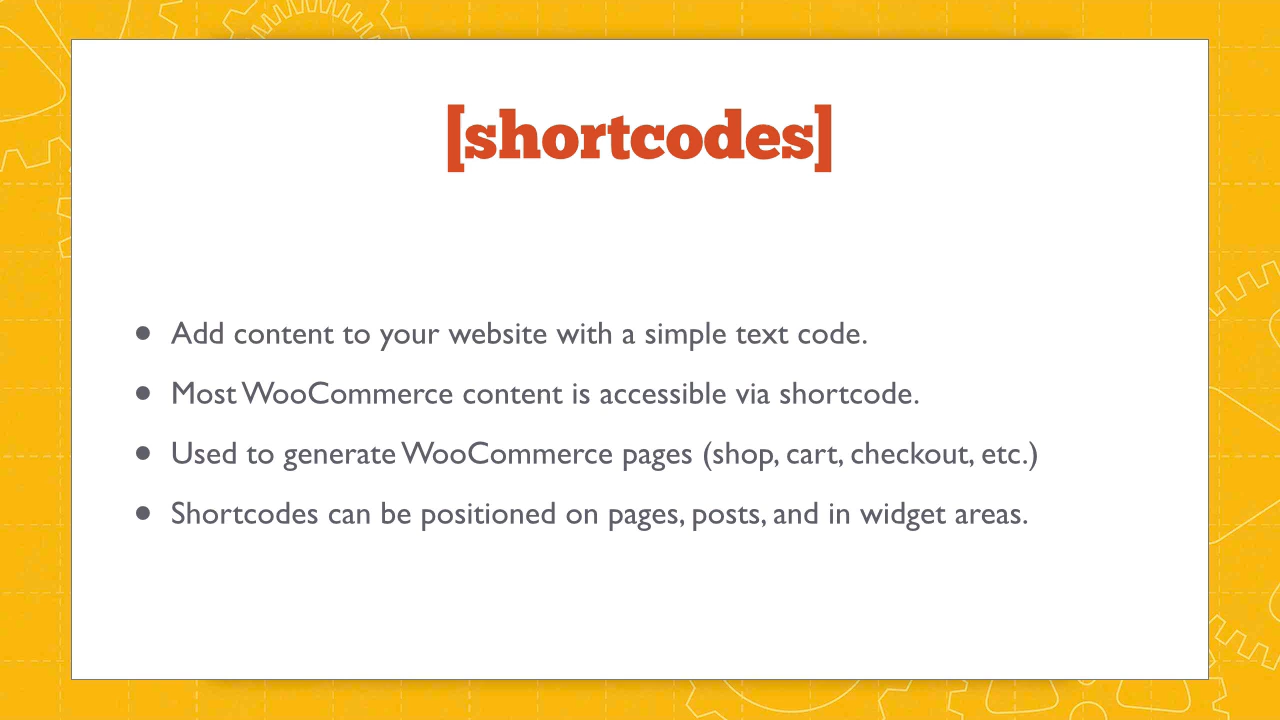 [shortcodes]
• Add content to your website with a simple text code.
• Most WooCommerce content is accessible via shortcode.
• Used to generate WooCommerce pages (shop, cart, checkout, etc.)
• Shortcodes can be positioned on pages, posts, and in widget areas.